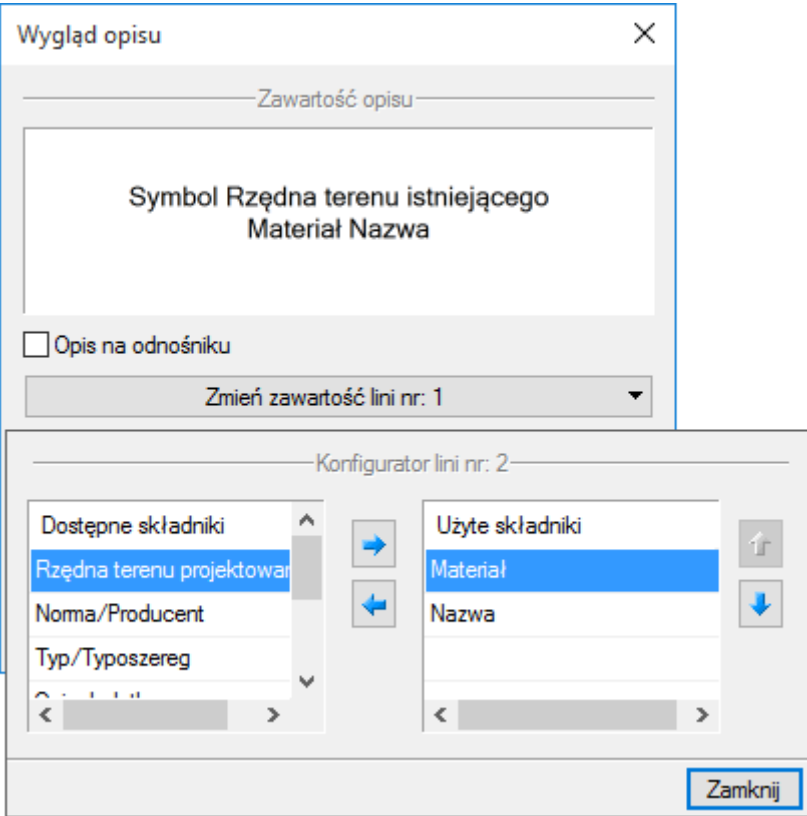 Wygląd opisu
Zawartość opisu
Symbol Rzędna terenu istniejącego
Materiał Nazwa
Opis na odnośniku
Zmień zawartość lini nr: 1
Konfigurator lini nr: 2
Dostępne składniki
Rzędna terenu projektowar
Norma/Producent
Typ/Typoszereg
Użyte składniki
Materiał
Nazwa
Zamknij